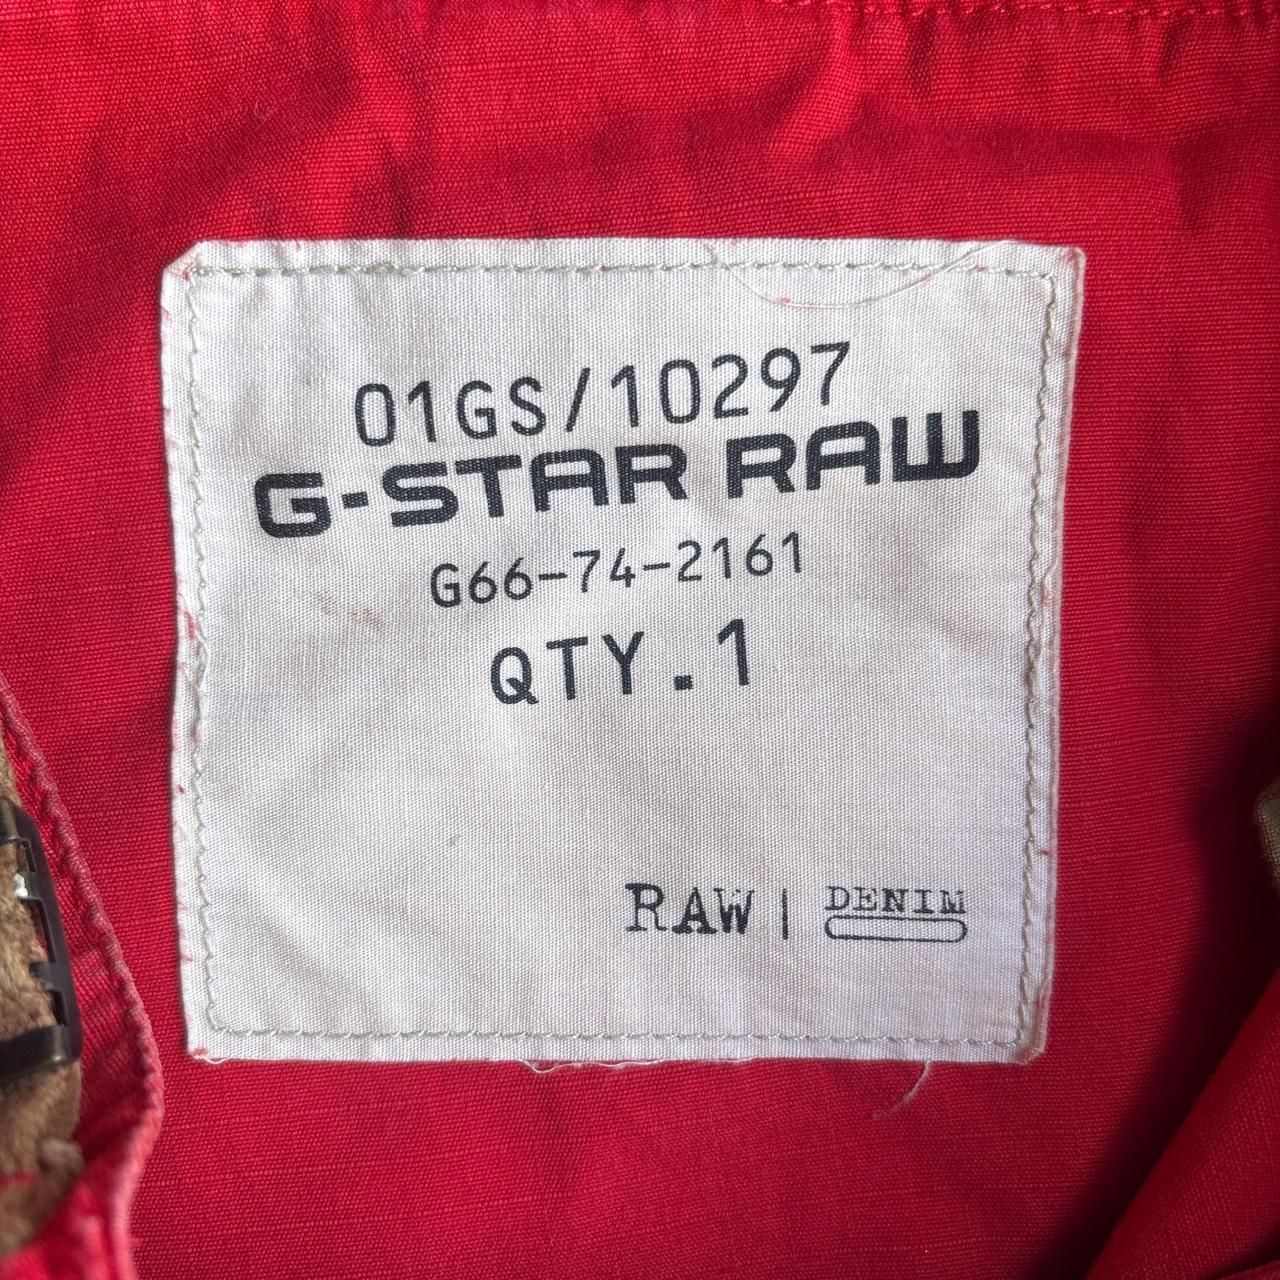 01GS/10297
G-STAR RAW
G66-74-2161
QTY.1
RAW | DENIM